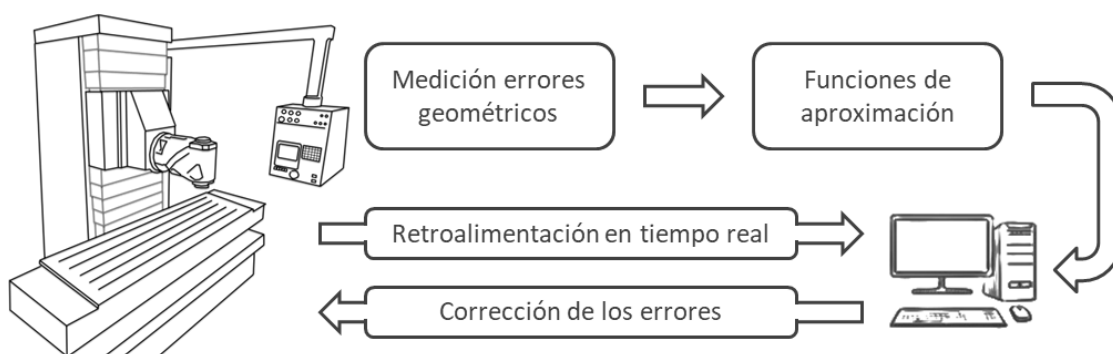 Medición errores
geométricos
Funciones de
aproximación
Retroalimentación en tiempo real
Corrección de los errores